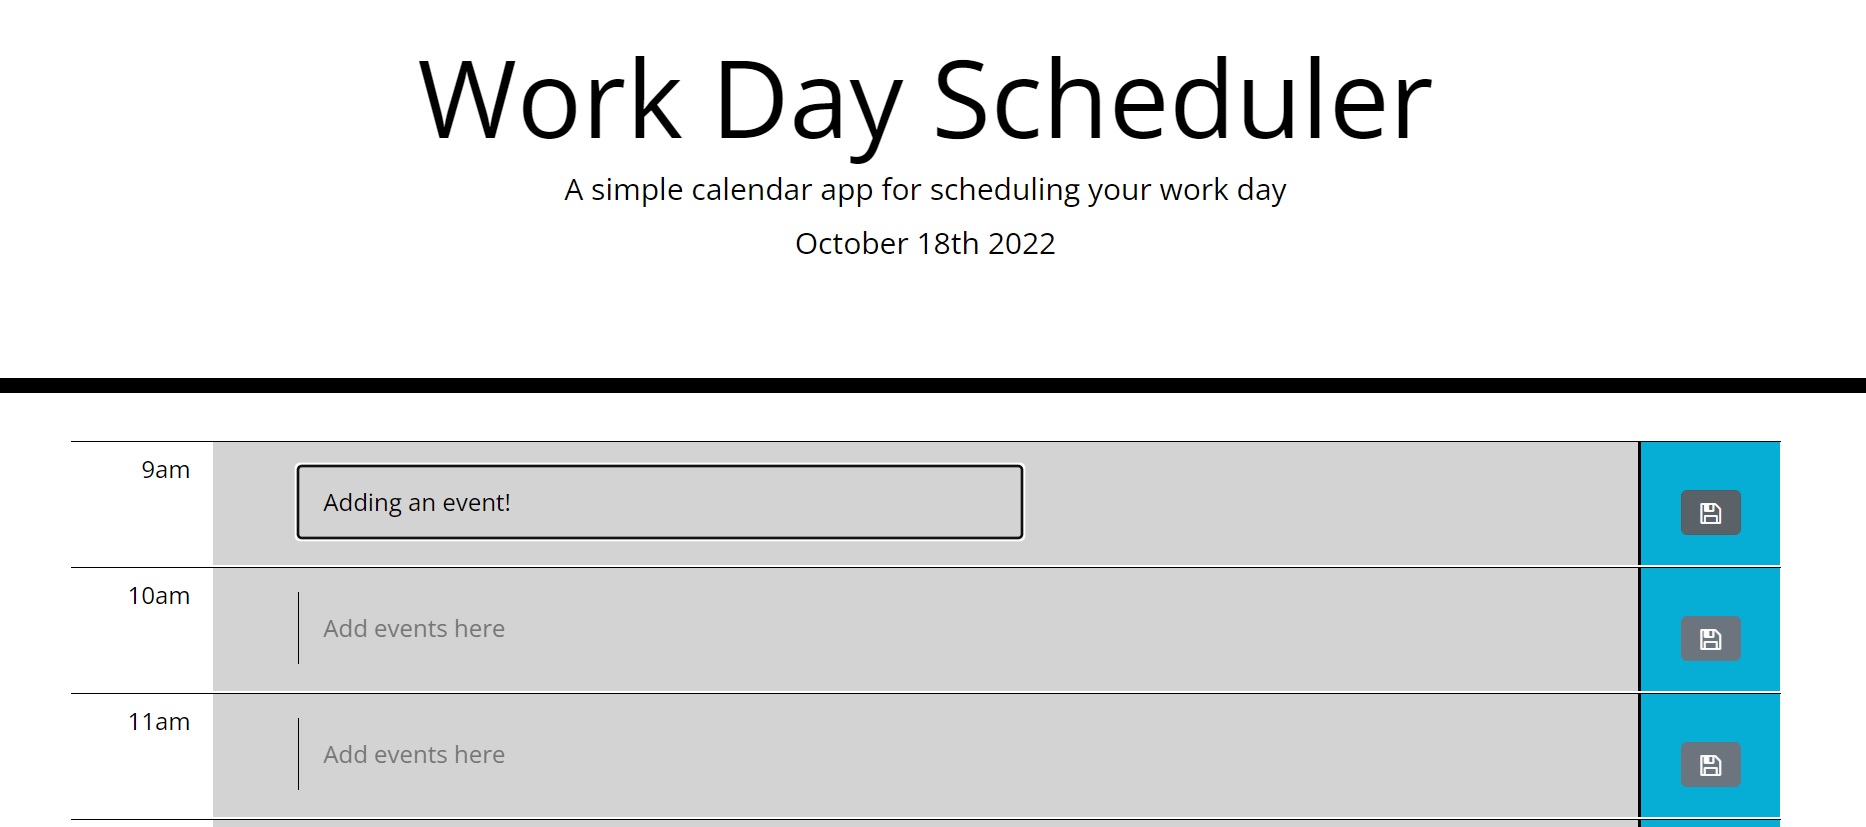 Work Day Scheduler
A simple calendar app for scheduling your work day
October 18th 2022
9am
Adding an event!
10am
Add events here
11am
Add events here